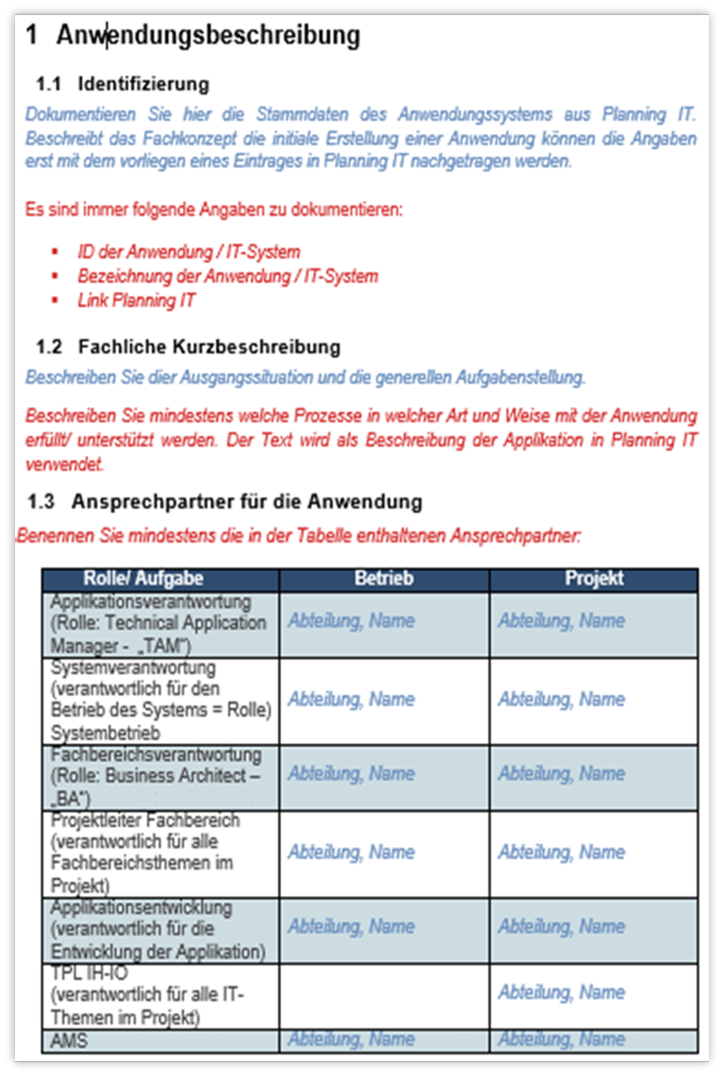 1 Anwendungsbeschreibung
1.1 Identifizierung
Dokumentieren Sie hier die Stammdaten des Anwendungssystems aus Planning IT.
Beschreibt das Fachkonzept die initiale Erstellung einer Anwendung können die Angaben
erst mit dem vorliegen eines Eintrages in Planning IT nachgetragen werden.
Es sind immer folgende Angaben zu dokumentieren:
▪ ID der Anwendung / IT-System
▪ Bezeichnung der Anwendung / IT-System
▪ Link Planning IT
1.2 Fachliche Kurzbeschreibung
Beschreiben Sie dier Ausgangssituation und die generellen Aufgabenstellung.
Beschreiben Sie mindestens welche Prozesse in welcher Art und Weise mit der Anwendung
erfüllt/ unterstützt werden. Der Text wird als Beschreibung der Applikation in Planning IT
verwendet.
1.3 Ansprechpartner für die Anwendung
Benennen Sie mindestens die in der Tabelle enthaltenen Ansprechpartner:
Rolle/ Aufgabe Betrieb Projekt
Applikationsverantwortung
(Rolle: Technical Application Abteilung, Name Abteilung, Name
Manager - „TAM")
Systemverantwortung
(verantwortlich für den
Betrieb des Systems = Rolle) Abteilung, Name Abteilung, Name
Systembetrieb
Fachbereichsverantwortung
(Rolle: Business Architect – Abteilung, Name Abteilung, Name
„BA")
Projektleiter Fachbereich
(verantwortlich für alle
Fachbereichsthemen im Abteilung, Name Abteilung, Name
Projekt)
Applikationsentwicklung
(verantwortlich für die Abteilung, Name Abteilung, Name
Entwicklung der Applikation)
TPL IH-IO
(verantwortlich für alle IT- Abteilung, Name
Themen im Projekt)
AMS Abteilung, Name Abteilung, Name